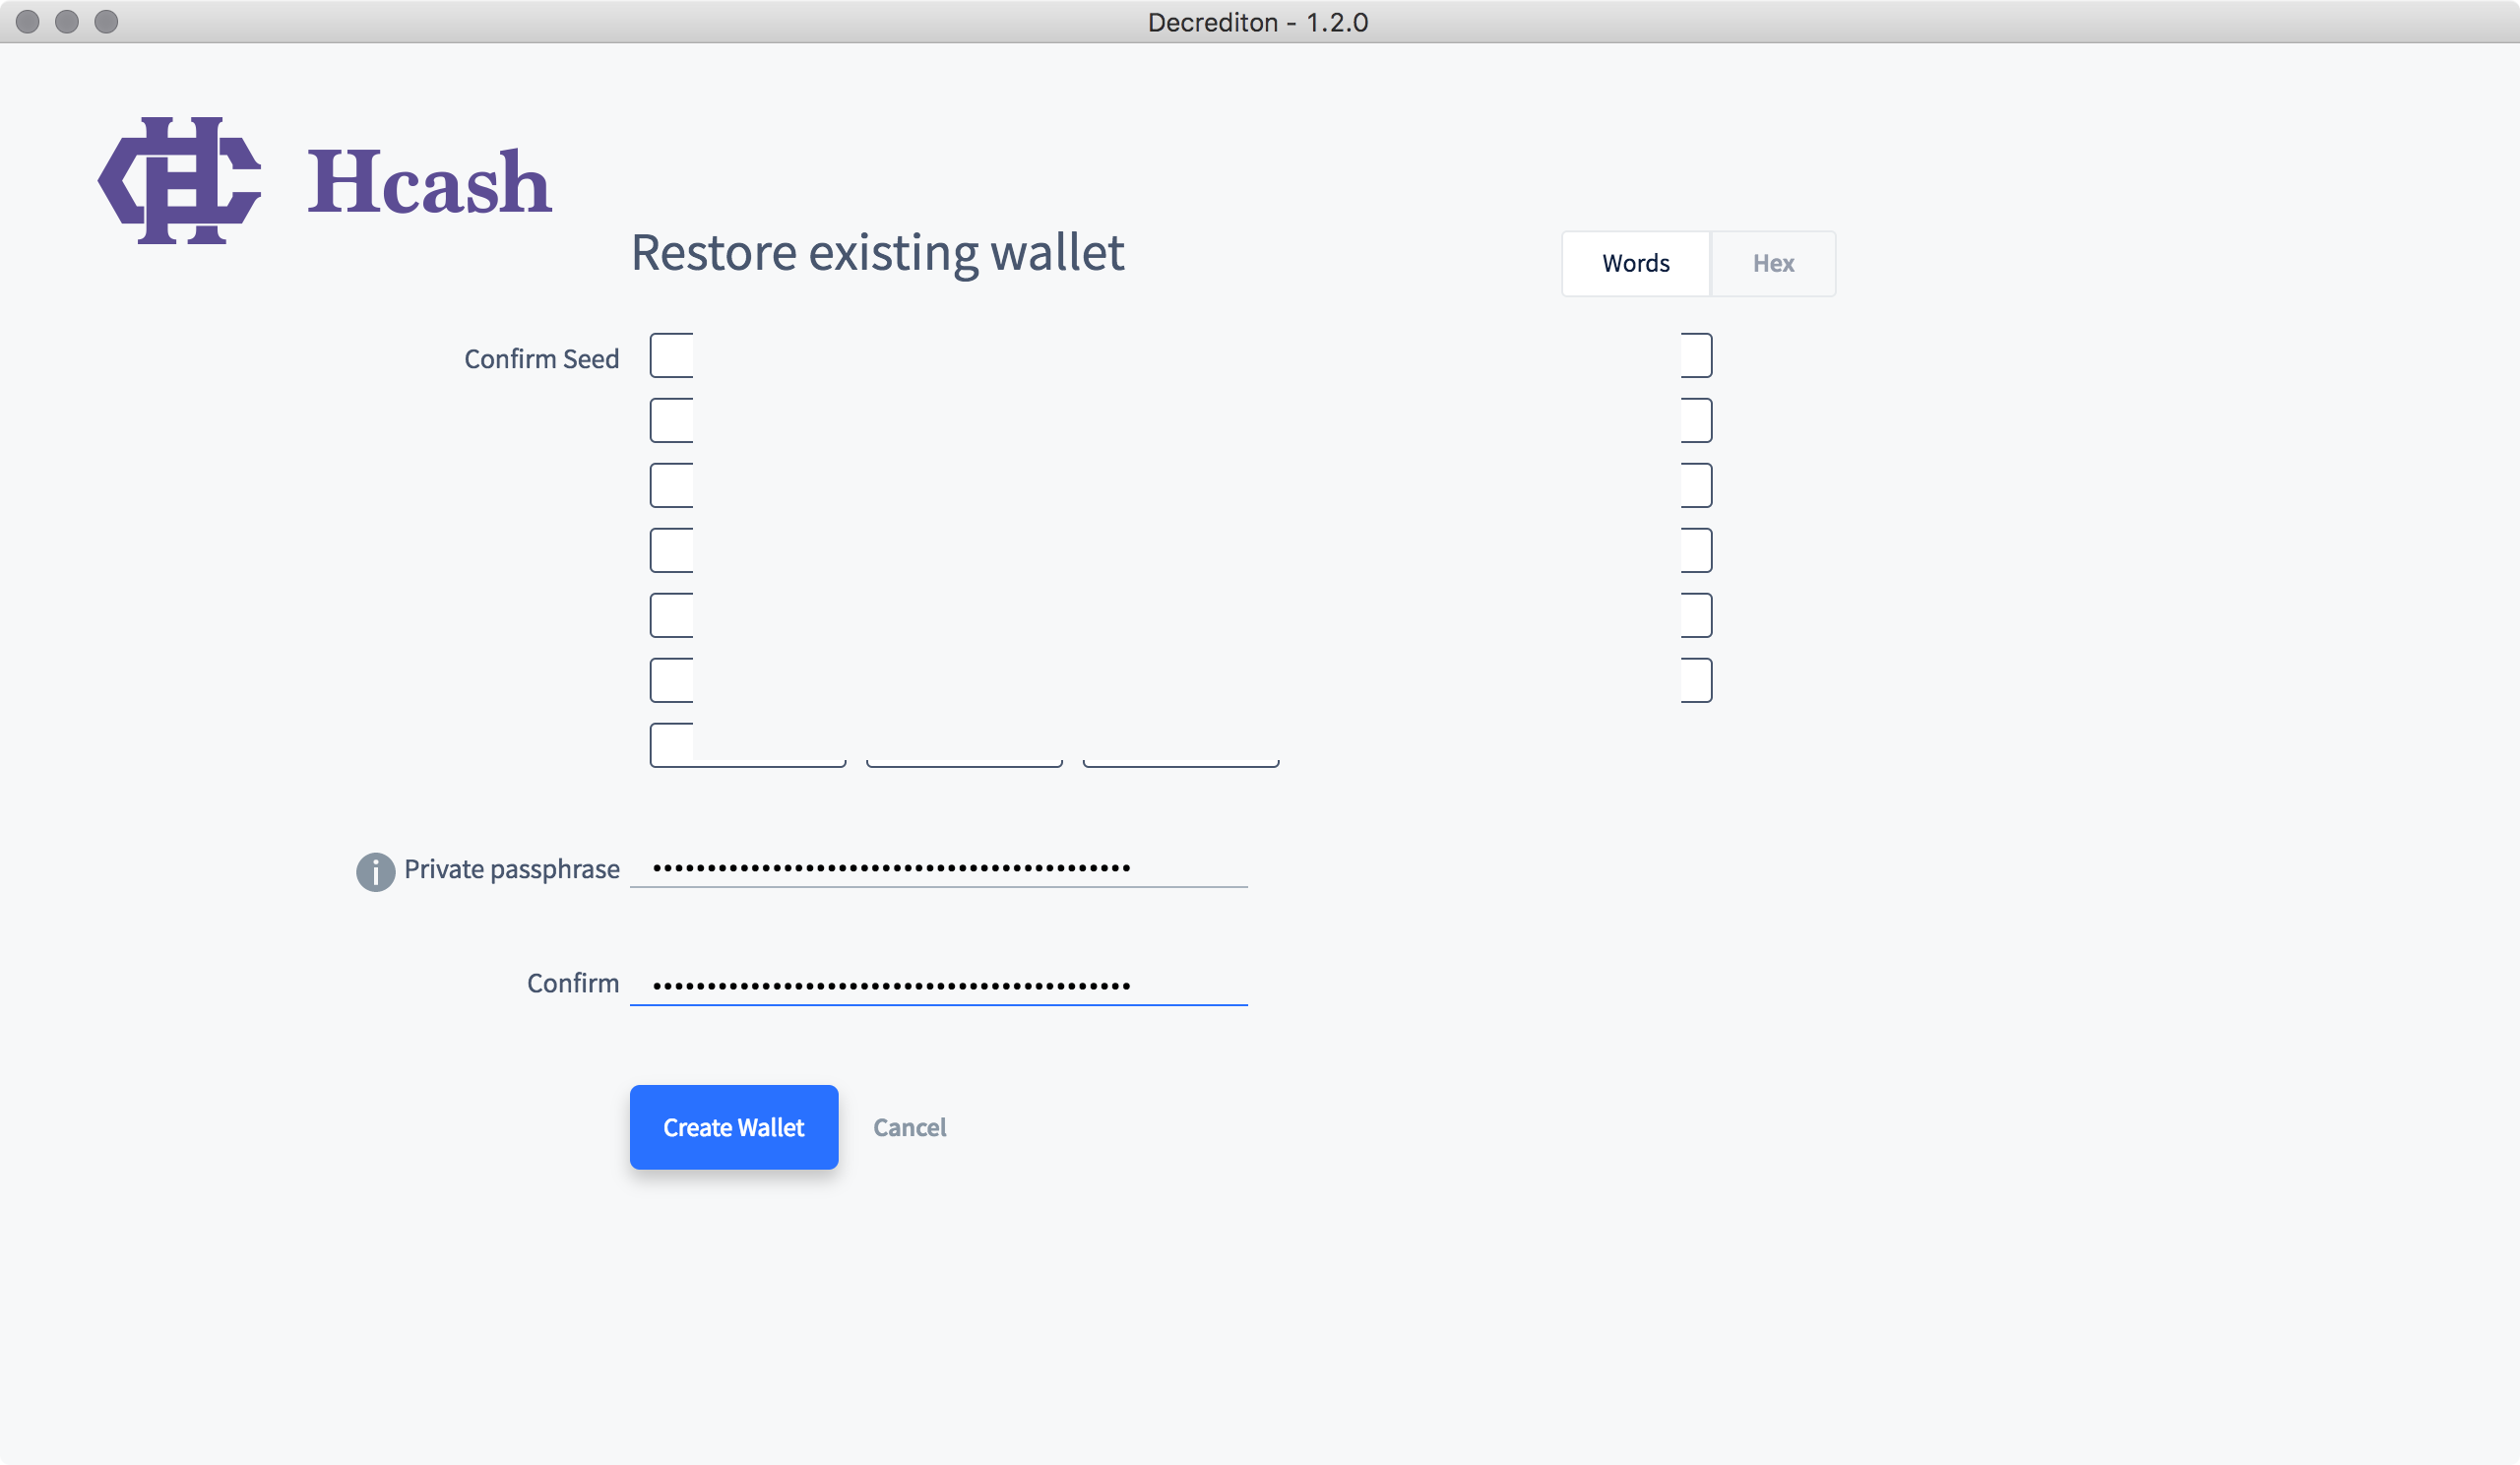 Decrediton - 1.2.0
Hcash
Restore existing wallet
Words
Hex
Confirm Seed
Private passphrase
Confirm
Create Wallet
Cancel